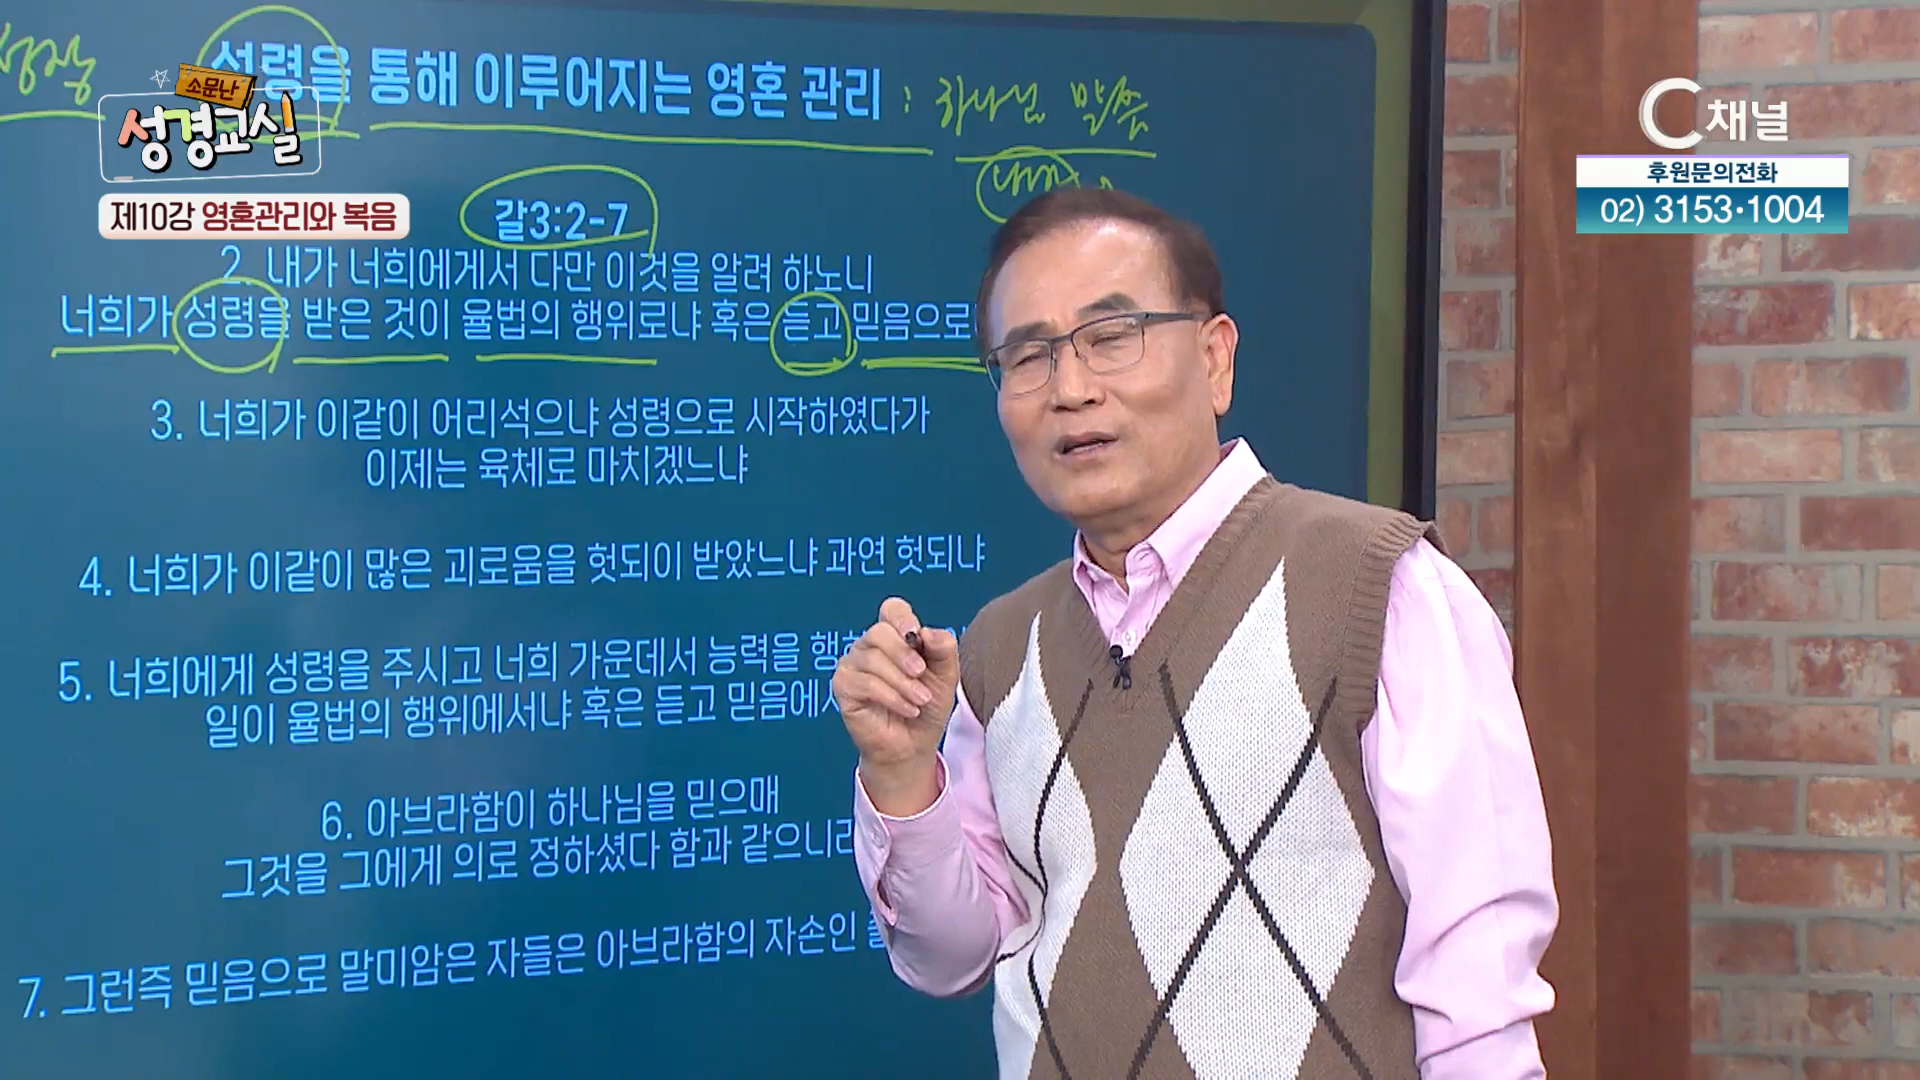 성장
성령을 통해 이루어지는 영혼 관리 : 하나님 말씀
소문난
성경교실
제10강 영혼관리와 복음
C채널
후원문의전화
02) 3153·1004
갈3:2-7
2. 내가 너희에게서 다만 이것을 알려 하노니
너희가 성령을 받은 것이 율법의 행위로냐 혹은 듣고 믿음으로
3. 너희가 이같이 어리석으냐 성령으로 시작하였다가
이제는 육체로 마치겠느냐
4. 너희가 이같이 많은 괴로움을 헛되이 받았느냐 과연 헛되냐
5. 너희에게 성령을 주시고 너희 가운데서 능력을 행
일이 율법의 행위에서냐 혹은 듣고 믿음에서
6. 아브라함이 하나님을 믿으매
그것을 그에게 의로 정하셨다 함과 같으니라
7. 그런즉 믿음으로 말미암은 자들은 아브라함의 자손인